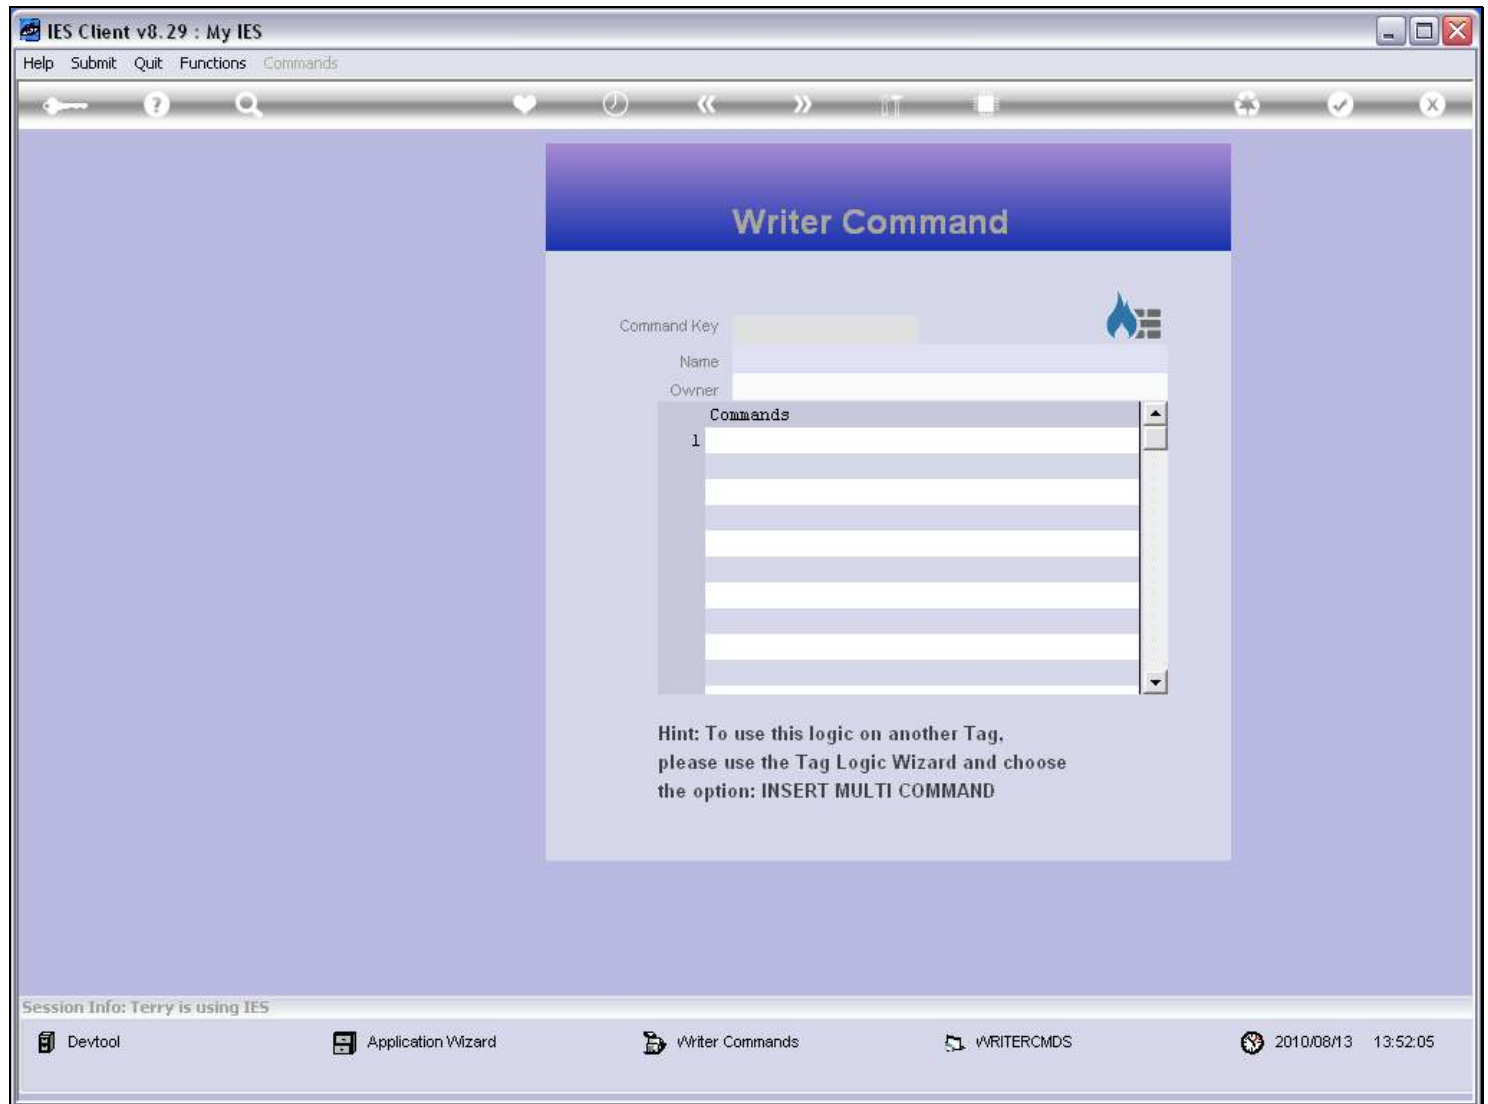 IES Client v8.29 : My IES
Help Submit Quit Functions Commands
Writer Command
Command Key
Name
Owner
Commands
1
Hint: To use this logic on another Tag,
please use the Tag Logic Wizard and choose
the option: INSERT MULTI COMMAND
Session Info: Terry is using IES
Devtool Application Wizard Writer Commands WRITERCMDS 2010/08/13 13:52:05